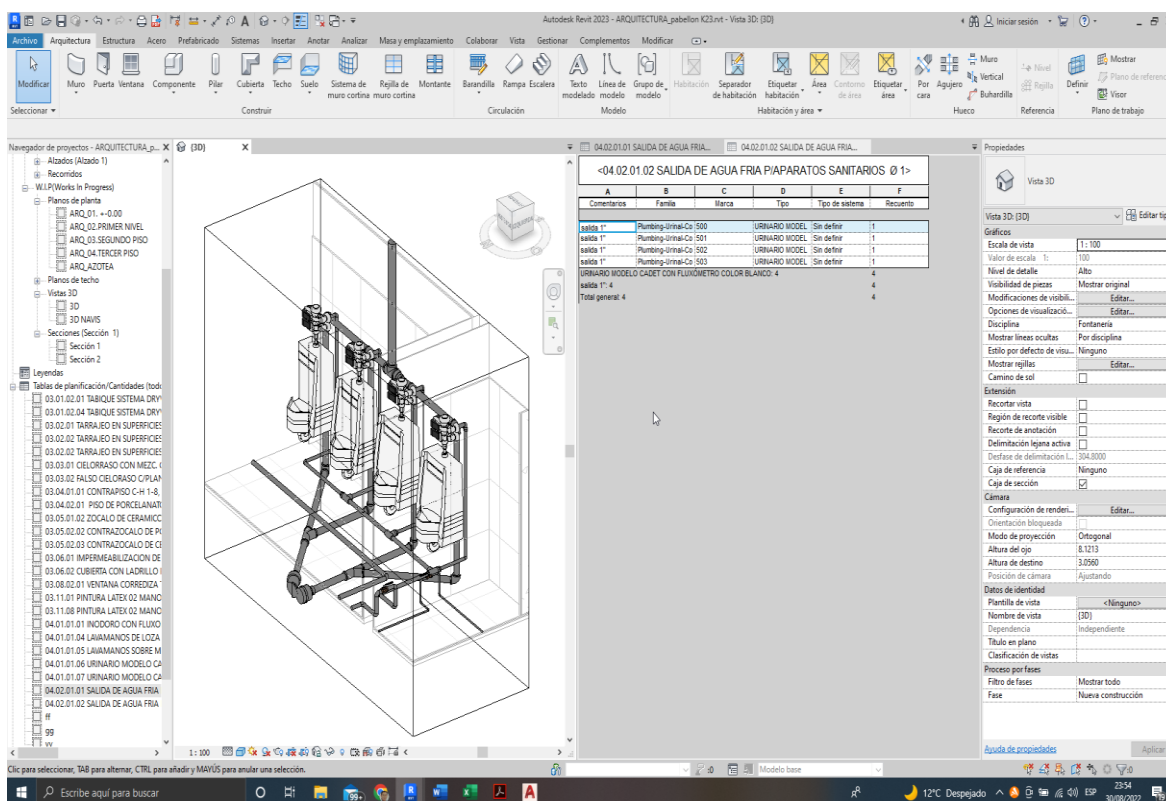 Autodesk Revit 2023 - ARQUITECTURA_pabellon K23.rvt - Vista 3D: {3D}
Iniciar sesión
Archivo Arquitectura Estructura Acero Prefabricado Sistemas Insertar Anotar Analizar Masa y emplazamiento Colaborar Vista Gestionar Complementos Modificar
Modificar Muro Puerta Ventana Componente Pilar Cubierta Techo Suelo Sistema de muro cortina Rejilla de muro cortina Montante Barandilla Rampa Escalera Texto modelado Línea de modelo Grupo de modelo Habitación Separador de habitación Etiquetar habitación Área Contorno de área Etiquetar área Por cara Agujero Muro Vertical Buhardilla Nivel Rejilla Definir Mostrar Plano de referenc Visor
Seleccionar Construir Circulación Modelo Habitación y área Hueco Referencia Plano de trabajo
Navegador de proyectos - ARQUITECTURA_p...
Alzados (Alzado 1)
Recorridos
W.I.P(Works In Progress)
Planos de planta
ARQ_01. +-0.00
ARQ_02.PRIMER NIVEL
ARQ_03.SEGUNDO PISO
ARQ_04.TERCER PISO
ARQ_AZOTEA
Planos de techo
Vistas 3D
3D
3D NAVIS
Secciones (Sección 1)
Sección 1
Sección 2
Leyendas
Tablas de planificación/Cantidades (todo
03.01.02.01 TABIQUE SISTEMA DRY
03.01.02.04 TABIQUE SISTEMA DRY
03.02.01 TARRAJEO EN SUPERFICIES
03.02.02 TARRAJEO EN SUPERFICIES
03.02.02 TARRAJEO EN SUPERFICIES
03.03.01 CIELORRASO CON MEZC.
03.03.02 FALSO CIELORASO C/PLAN
03.04.01.01 CONTRAPISO C-H 1-8,
03.04.02.01 PISO DE PORCELANAT
03.05.01.02 ZOCALO DE CERAMICC
03.05.02.02 CONTRAZOCALO DE P
03.05.02.03 CONTRAZOCALO DE CE
03.06.01 IMPERMEABILIZACION DE
03.06.02 CUBIERTA CON LADRILLO
03.08.02.01 VENTANA CORREDIZA
03.11.01 PINTURA LATEX 02 MANO
03.11.08 PINTURA LATEX 02 MANO
04.01.01.01 INODORO CON FLUXO
04.01.01.04 LAVAMANOS DE LOZA
04.01.01.05 LAVAMANOS SOBRE M
04.01.01.06 URINARIO MODELO CA
04.01.01.07 URINARIO MODELO CA
04.02.01.01 SALIDA DE AGUA FRIA
04.02.01.02 SALIDA DE AGUA FRIA
ff
gg
vv
{3D}
1 : 100
04.02.01.01 SALIDA DE AGUA FRIA...
04.02.01.02 SALIDA DE AGUA FRIA...
<04.02.01.02 SALIDA DE AGUA FRIA P/APARATOS SANITARIOS Ø 1>
A B C D E F
Comentarios Familia Marca Tipo Tipo de sistema Recuento
salida 1" Plumbing-Urinal-Co 500 URINARIO MODEL Sin definir 1
salida 1" Plumbing-Urinal-Co 501 URINARIO MODEL Sin definir 1
salida 1" Plumbing-Urinal-Co 502 URINARIO MODEL Sin definir 1
salida 1" Plumbing-Urinal-Co 503 URINARIO MODEL Sin definir 1
URINARIO MODELO CADET CON FLUXÓMETRO COLOR BLANCO: 4 4
salida 1": 4 4
Total general: 4 4
Propiedades
Vista 3D
Vista 3D: {3D} Editar tip
Gráficos
Escala de vista 1 : 100
Valor de escala 1: 100
Nivel de detalle Alto
Visibilidad de piezas Mostrar original
Modificaciones de visibili... Editar...
Opciones de visualizació... Editar...
Disciplina Fontanería
Mostrar líneas ocultas Por disciplina
Estilo por defecto de visu... Ninguno
Mostrar rejillas Editar...
Camino de sol
Extensión
Recortar vista
Región de recorte visible
Recorte de anotación
Delimitación lejana activa
Desfase de delimitación l... 304.8000
Caja de referencia Ninguno
Caja de sección
Cámara
Configuración de renderi... Editar...
Orientación bloqueada
Modo de proyección Ortogonal
Altura del ojo 8.1213
Altura de destino 3.0560
Posición de cámara Ajustando
Datos de identidad
Plantilla de vista <Ninguno>
Nombre de vista {3D}
Dependencia Independiente
Título en plano
Clasificación de vistas
Proceso por fases
Filtro de fases Mostrar todo
Fase Nueva construcción
Ayuda de propiedades Aplicar
Clic para seleccionar, TAB para alternar, CTRL para añadir y MAYÚS para anular una selección.
:0 Modelo base :0
Escribe aquí para buscar
99+
12°C Despejado ESP 23:54
30/08/2022